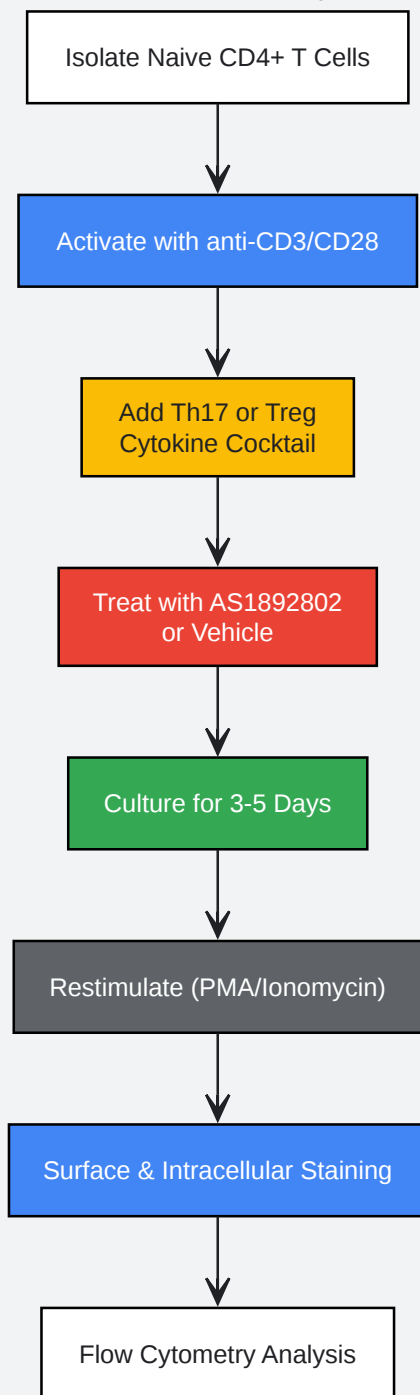 Isolate Naive CD4+ T Cells
Activate with anti-CD3/CD28
Add Th17 or Treg
Cytokine Cocktail
Treat with AS1892802
or Vehicle
Culture for 3-5 Days
Restimulate (PMA/Ionomycin)
Surface & Intracellular Staining
Flow Cytometry Analysis